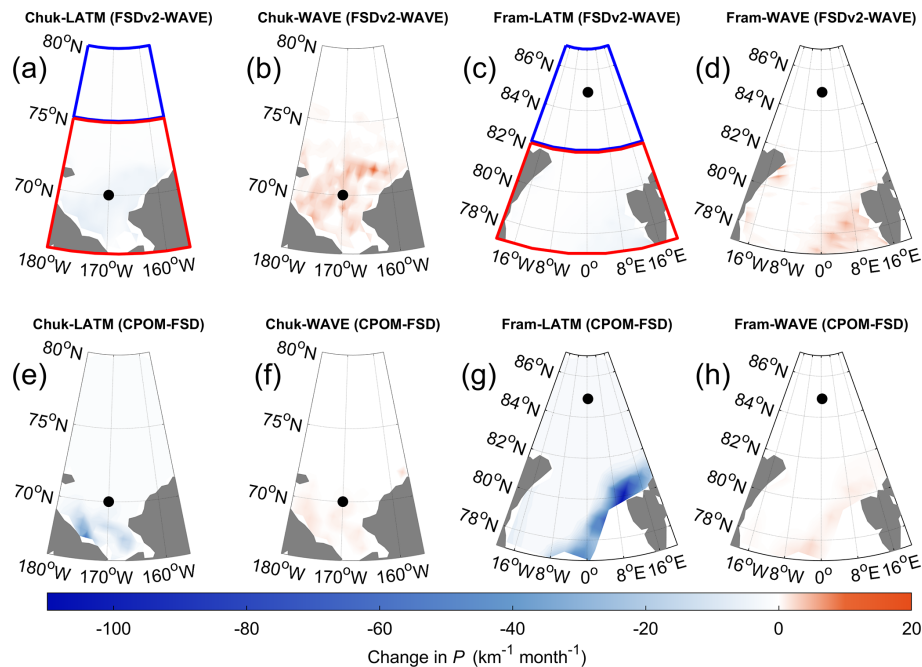 Chuk-LATM (FSDv2-WAVE) Chuk-WAVE (FSDv2-WAVE) Fram-LATM (FSDv2-WAVE) Fram-WAVE (FSDv2-WAVE)
(a) 80°N 75°N 70°N 180°W 170°W 160°W
(b) 80°N 75°N 70°N 180°W 170°W 160°W
(c) 86°N 84°N 82°N 80°N 78°N 16°W 8°W 0° 8°E 16°E
(d) 86°N 84°N 82°N 80°N 78°N 16°W 8°W 0° 8°E 16°E
Chuk-LATM (CPOM-FSD) Chuk-WAVE (CPOM-FSD) Fram-LATM (CPOM-FSD) Fram-WAVE (CPOM-FSD)
(e) 80°N 75°N 70°N 180°W 170°W 160°W
(f) 80°N 75°N 70°N 180°W 170°W 160°W
(g) 86°N 84°N 82°N 80°N 78°N 16°W 8°W 0° 8°E 16°E
(h) 86°N 84°N 82°N 80°N 78°N 16°W 8°W 0° 8°E 16°E
-100 -80 -60 -40 -20 0 20
Change in P (km⁻¹ month⁻¹)